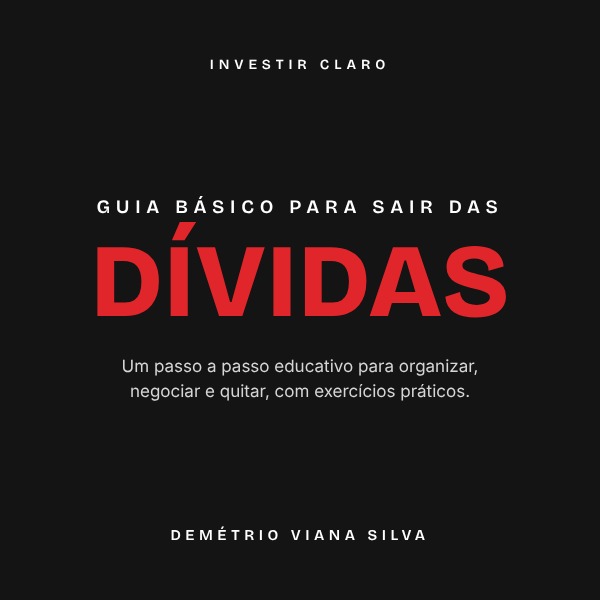 INVESTIR CLARO
GUIA BÁSICO PARA SAIR DAS
DÍVIDAS
Um passo a passo educativo para organizar,
negociar e quitar, com exercícios práticos.
DEMÉTRIO VIANA SILVA